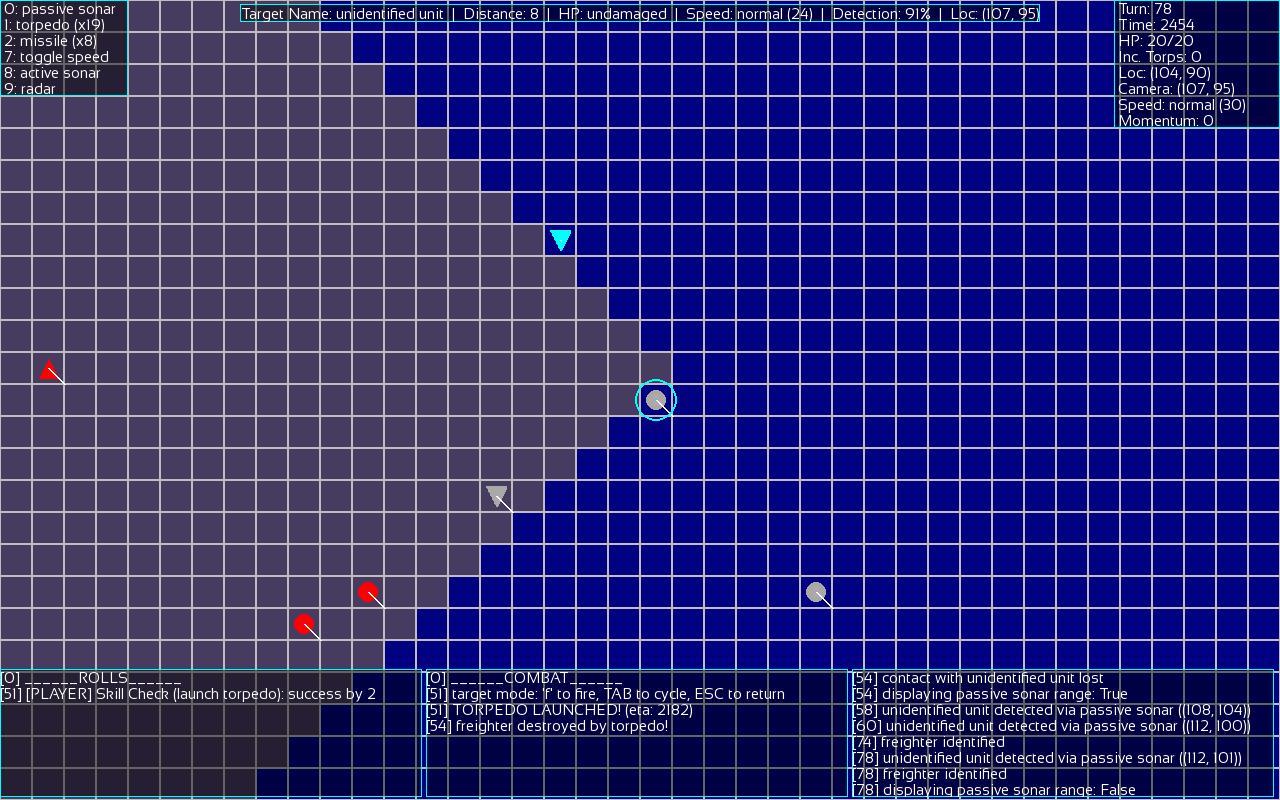 0: passive sonar
1: torpedo (x19)
2: missile (x8)
7: toggle speed
8: active sonar
9: radar
Target Name: unidentified unit | Distance: 8 | HP: undamaged | Speed: normal (24) | Detection: 91% | Loc: (107, 95)
Turn: 78
Time: 2454
HP: 20/20
Inc. Torps: 0
Loc: (104, 90)
Camera: (107, 95)
Speed: normal (30)
Momentum: 0
[0] ______ROLLS______
[51] [PLAYER] Skill Check (launch torpedo): success by 2
[0] ______COMBAT______
[51] target mode: 'f' to fire, TAB to cycle, ESC to return
[51] TORPEDO LAUNCHED! (eta: 2182)
[54] freighter destroyed by torpedo!
[54] contact with unidentified unit lost
[54] displaying passive sonar range: True
[58] unidentified unit detected via passive sonar ((108, 104))
[60] unidentified unit detected via passive sonar ((112, 100))
[74] freighter identified
[78] unidentified unit detected via passive sonar ((112, 101))
[78] freighter identified
[78] displaying passive sonar range: False